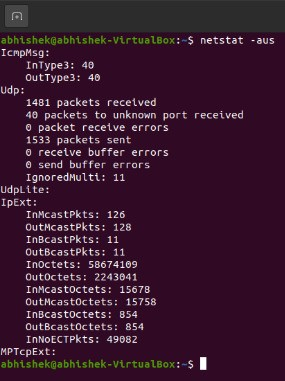 abhishek@abhishek-VirtualBox:~$ netstat -aus
IcmpMsg:
    InType3: 40
    OutType3: 40
Udp:
    1481 packets received
    40 packets to unknown port received
    0 packet receive errors
    1533 packets sent
    0 receive buffer errors
    0 send buffer errors
    IgnoredMulti: 11
UdpLite:
IpExt:
    InMcastPkts: 126
    OutMcastPkts: 128
    InBcastPkts: 11
    OutBcastPkts: 11
    InOctets: 58674109
    OutOctets: 2243041
    InMcastOctets: 15678
    OutMcastOctets: 15758
    InBcastOctets: 854
    OutBcastOctets: 854
    InNoECTPkts: 49082
MPTcpExt:
abhishek@abhishek-VirtualBox:~$